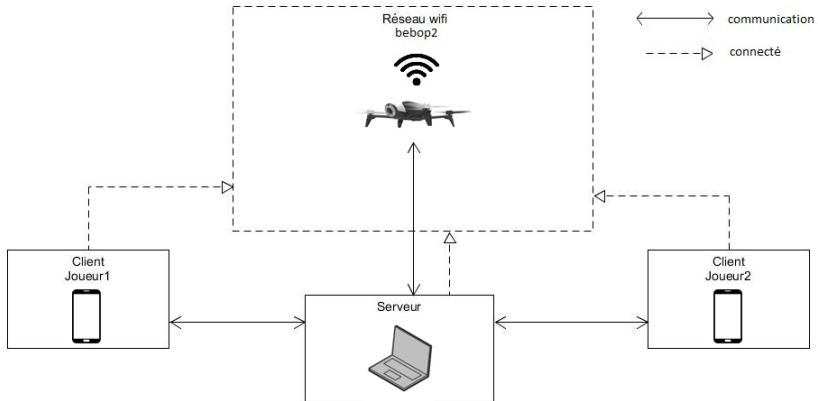 Réseau wifi
bebop2
communication
connecté
Client
Joueur1
Client
Joueur2
Serveur